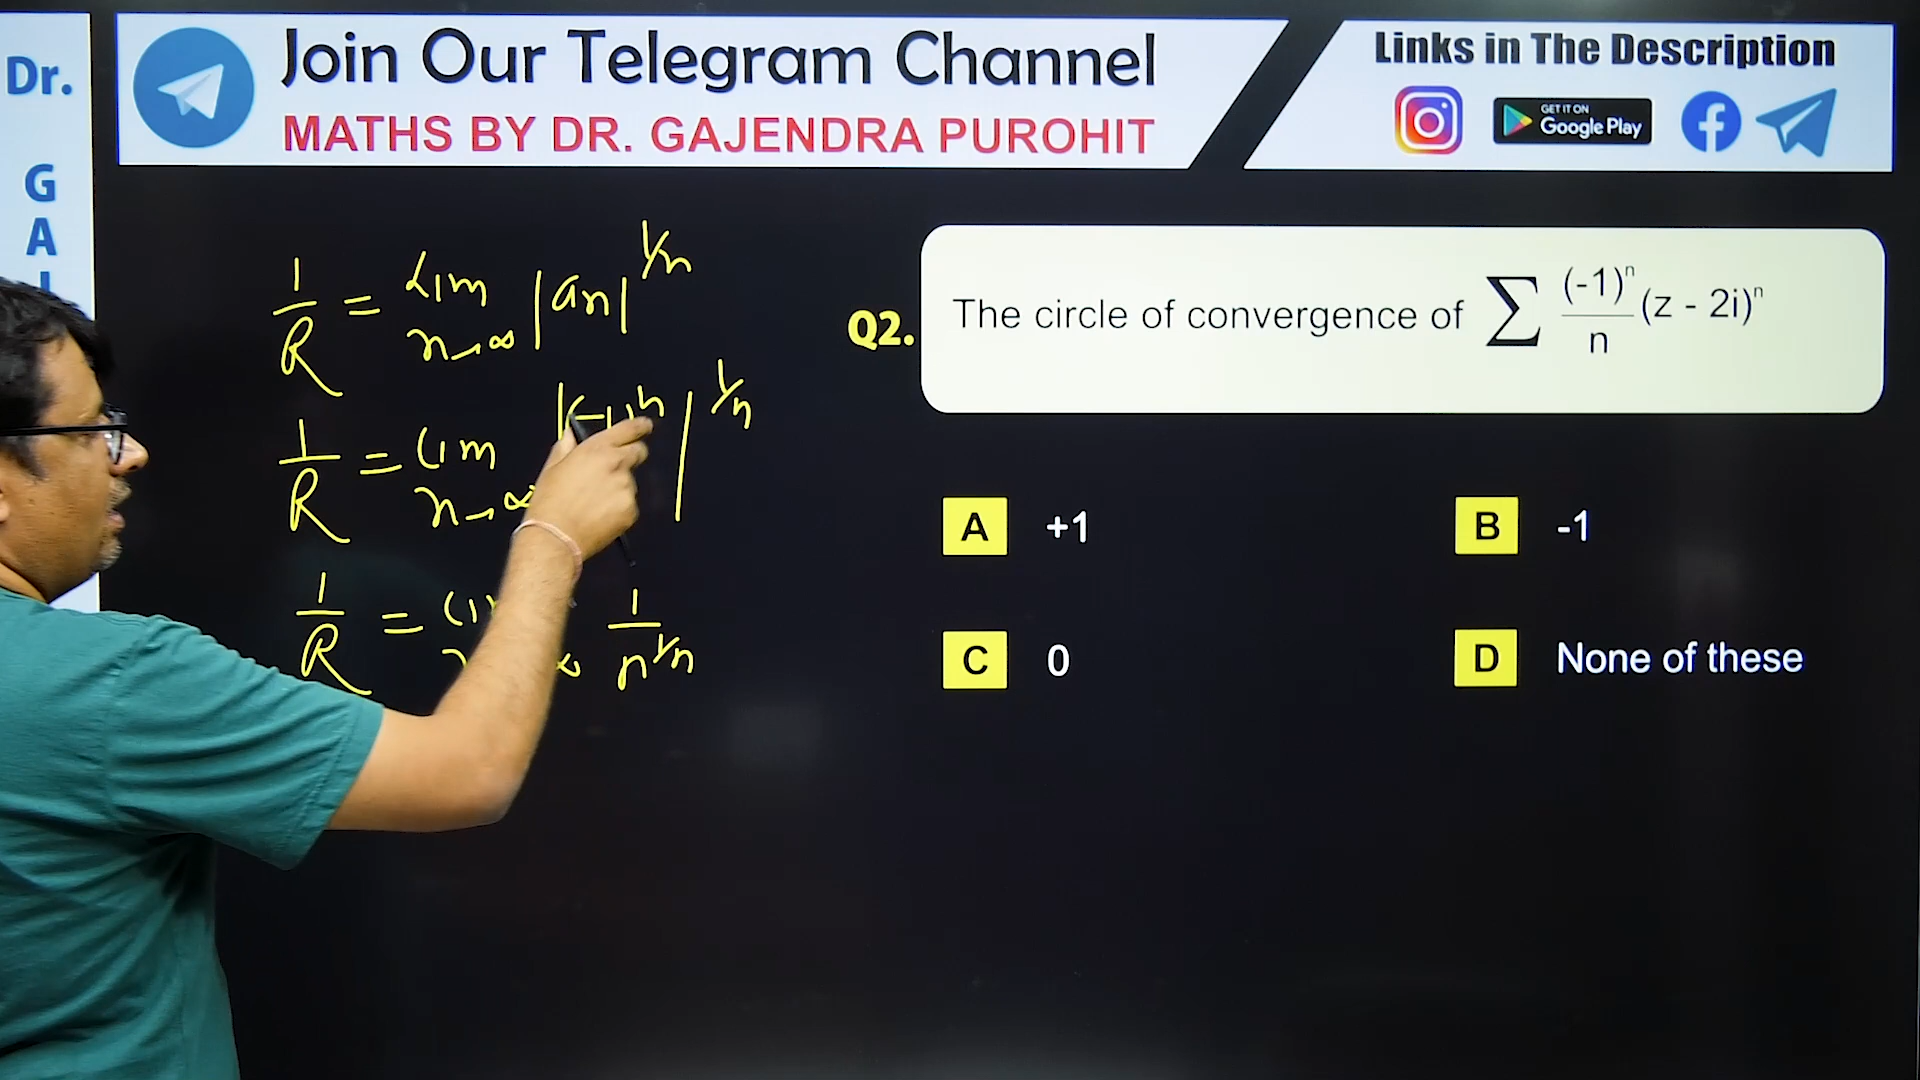 Dr.
G
A
Join Our Telegram Channel
MATHS BY DR. GAJENDRA PUROHIT
Links in The Description
GET IT ON
Google Play
1/R = Lim n→∞ |an|^1/n
1/R = Lim n→∞ | |^1/n
1/R = 1/n^1/n
Q2.
The circle of convergence of ∑ (-1)ⁿ/n (z - 2i)ⁿ
A +1
B -1
C 0
D None of these